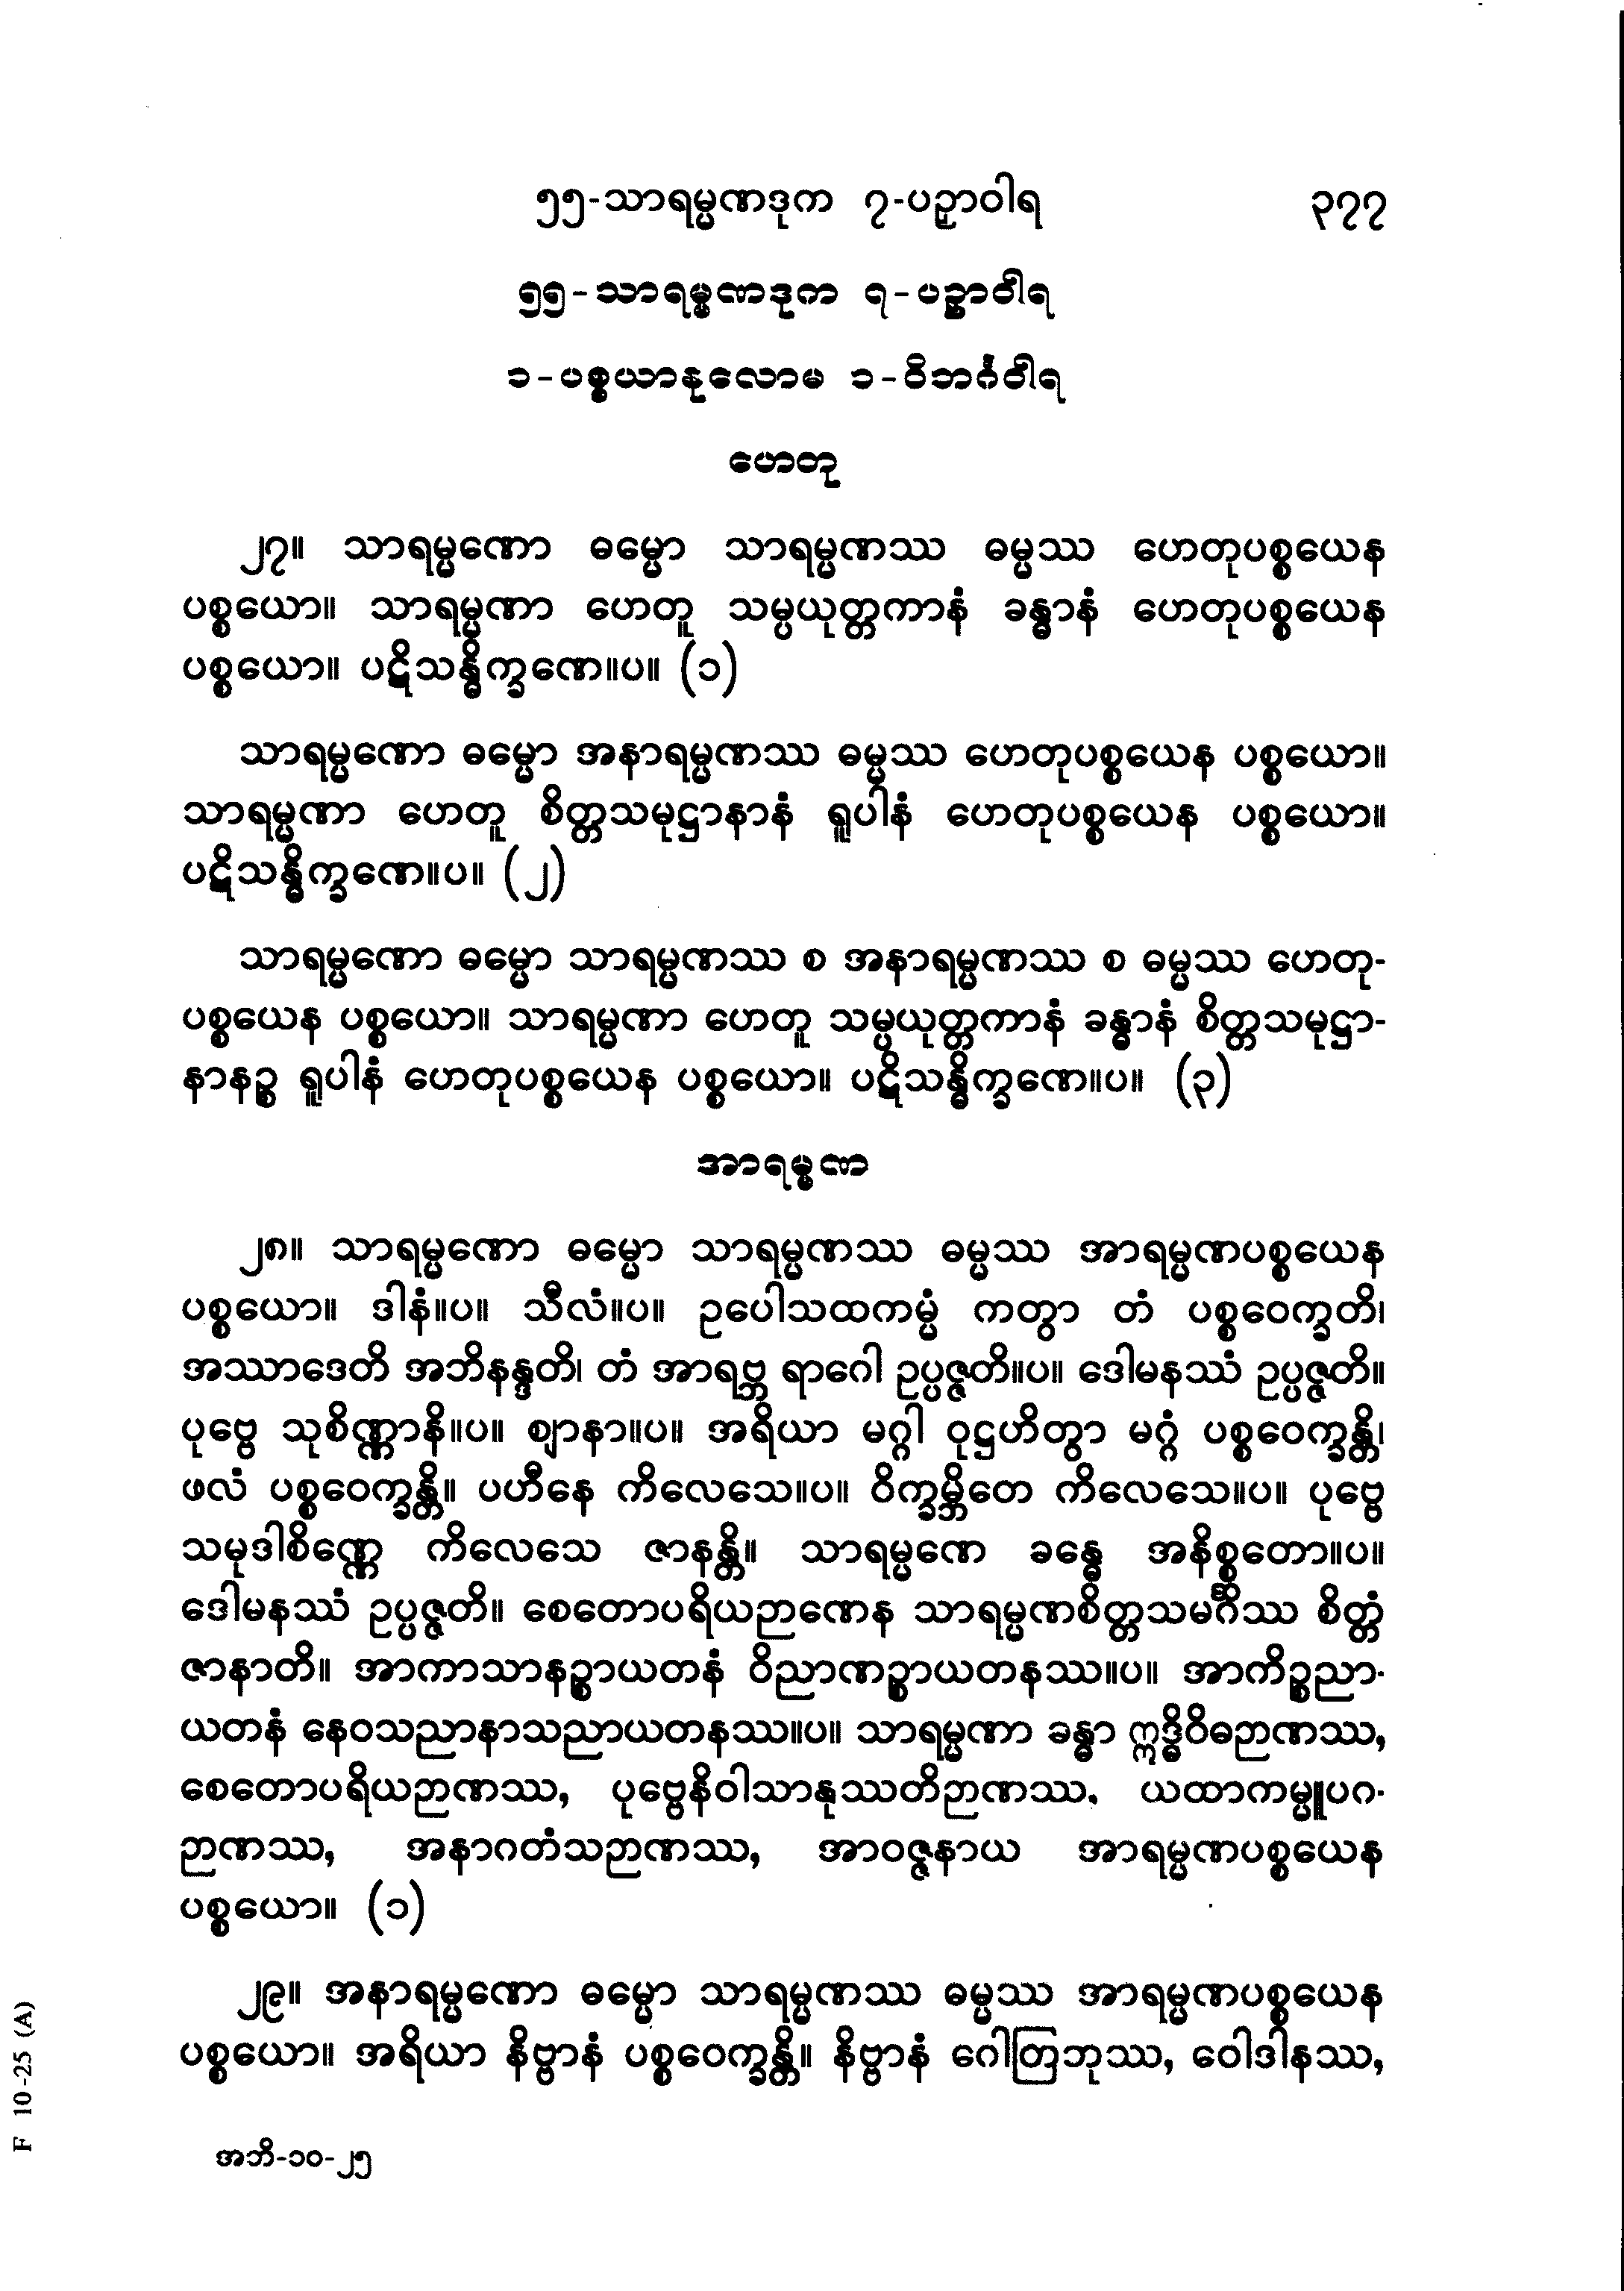 ၅၅-သာရမ္မဏဒုက ၇-ပဉှာဝါရ ၃၇၇
၅၅-သာရမ္မဏဒုက ၇-ပဉှာဝါရ
၁-ပစ္စယာနုလောမ ၁-ဝိဘင်္ဂဝါရ
ဟေတု
၂၇။ သာရမ္မဏော ဓမ္မော သာရမ္မဏဿ ဓမ္မဿ ဟေတုပစ္စယေန
ပစ္စယော။ သာရမ္မဏာ ဟေတူ သမ္ပယုတ္တကာနံ ခန္ဓာနံ ဟေတုပစ္စယေန
ပစ္စယော။ ပဋိသန္ဓိက္ခဏေ။ပ။ (၁)
သာရမ္မဏော ဓမ္မော အနာရမ္မဏဿ ဓမ္မဿ ဟေတုပစ္စယေန ပစ္စယော။
သာရမ္မဏာ ဟေတူ စိတ္တသမုဋ္ဌာနာနံ ရူပါနံ ဟေတုပစ္စယေန ပစ္စယော။
ပဋိသန္ဓိက္ခဏေ။ပ။ (၂)
သာရမ္မဏော ဓမ္မော သာရမ္မဏဿ စ အနာရမ္မဏဿ စ ဓမ္မဿ ဟေတု-
ပစ္စယေန ပစ္စယော။ သာရမ္မဏာ ဟေတူ သမ္ပယုတ္တကာနံ ခန္ဓာနံ စိတ္တသမုဋ္ဌာ-
နာနဉ္စ ရူပါနံ ဟေတုပစ္စယေန ပစ္စယော။ ပဋိသန္ဓိက္ခဏေ။ပ။ (၃)
အာရမ္မဏ
၂၈။ သာရမ္မဏော ဓမ္မော သာရမ္မဏဿ ဓမ္မဿ အာရမ္မဏပစ္စယေန
ပစ္စယော။ ဒါနံ။ပ။ သီလံ။ပ။ ဥပေါသထကမ္မံ ကတွာ တံ ပစ္စဝေက္ခတိ၊
အဿာဒေတိ အဘိနန္ဒတိ၊ တံ အာရဗ္ဘ ရာဂေါ ဥပ္ပဇ္ဇတိ။ပ။ ဒေါမနဿံ ဥပ္ပဇ္ဇတိ။
ပုဗ္ဗေ သုစိဏ္ဏာနိ။ပ။ ဈာနာ။ပ။ အရိယာ မဂ္ဂါ ဝုဋ္ဌဟိတွာ မဂ္ဂံ ပစ္စဝေက္ခန္တိ၊
ဖလံ ပစ္စဝေက္ခန္တိ။ ပဟီနေ ကိလေသေ။ပ။ ဝိက္ခမ္ဘိတေ ကိလေသေ။ပ။ ပုဗ္ဗေ
သမုဒါစိဏ္ဏေ ကိလေသေ ဇာနန္တိ။ သာရမ္မဏေ ခန္ဓေ အနိစ္စတော။ပ။
ဒေါမနဿံ ဥပ္ပဇ္ဇတိ။ စေတောပရိယဉာဏေန သာရမ္မဏစိတ္တသမင်္ဂိဿ စိတ္တံ
ဇာနာတိ။ အာကာသာနဉ္စာယတနံ ဝိညာဏဉ္စာယတနဿ။ပ။ အာကိဉ္စညာ-
ယတနံ နေဝသညာနာသညာယတနဿ။ပ။ သာရမ္မဏာ ခန္ဓာ ဣဒ္ဓိဝိဓဉာဏဿ,
စေတောပရိယဉာဏဿ, ပုဗ္ဗေနိဝါသာနုဿတိဉာဏဿ, ယထာကမ္မူပဂ-
ဉာဏဿ, အနာဂတံသဉာဏဿ, အာဝဇ္ဇနာယ အာရမ္မဏပစ္စယေန
ပစ္စယော။ (၁)
၂၉။ အနာရမ္မဏော ဓမ္မော သာရမ္မဏဿ ဓမ္မဿ အာရမ္မဏပစ္စယေန
ပစ္စယော။ အရိယာ နိဗ္ဗာနံ ပစ္စဝေက္ခန္တိ။ နိဗ္ဗာနံ ဂေါတြဘုဿ, ဝေါဒါနဿ,
အဘိ-၁၀-၂၅
F 10-25 (A)